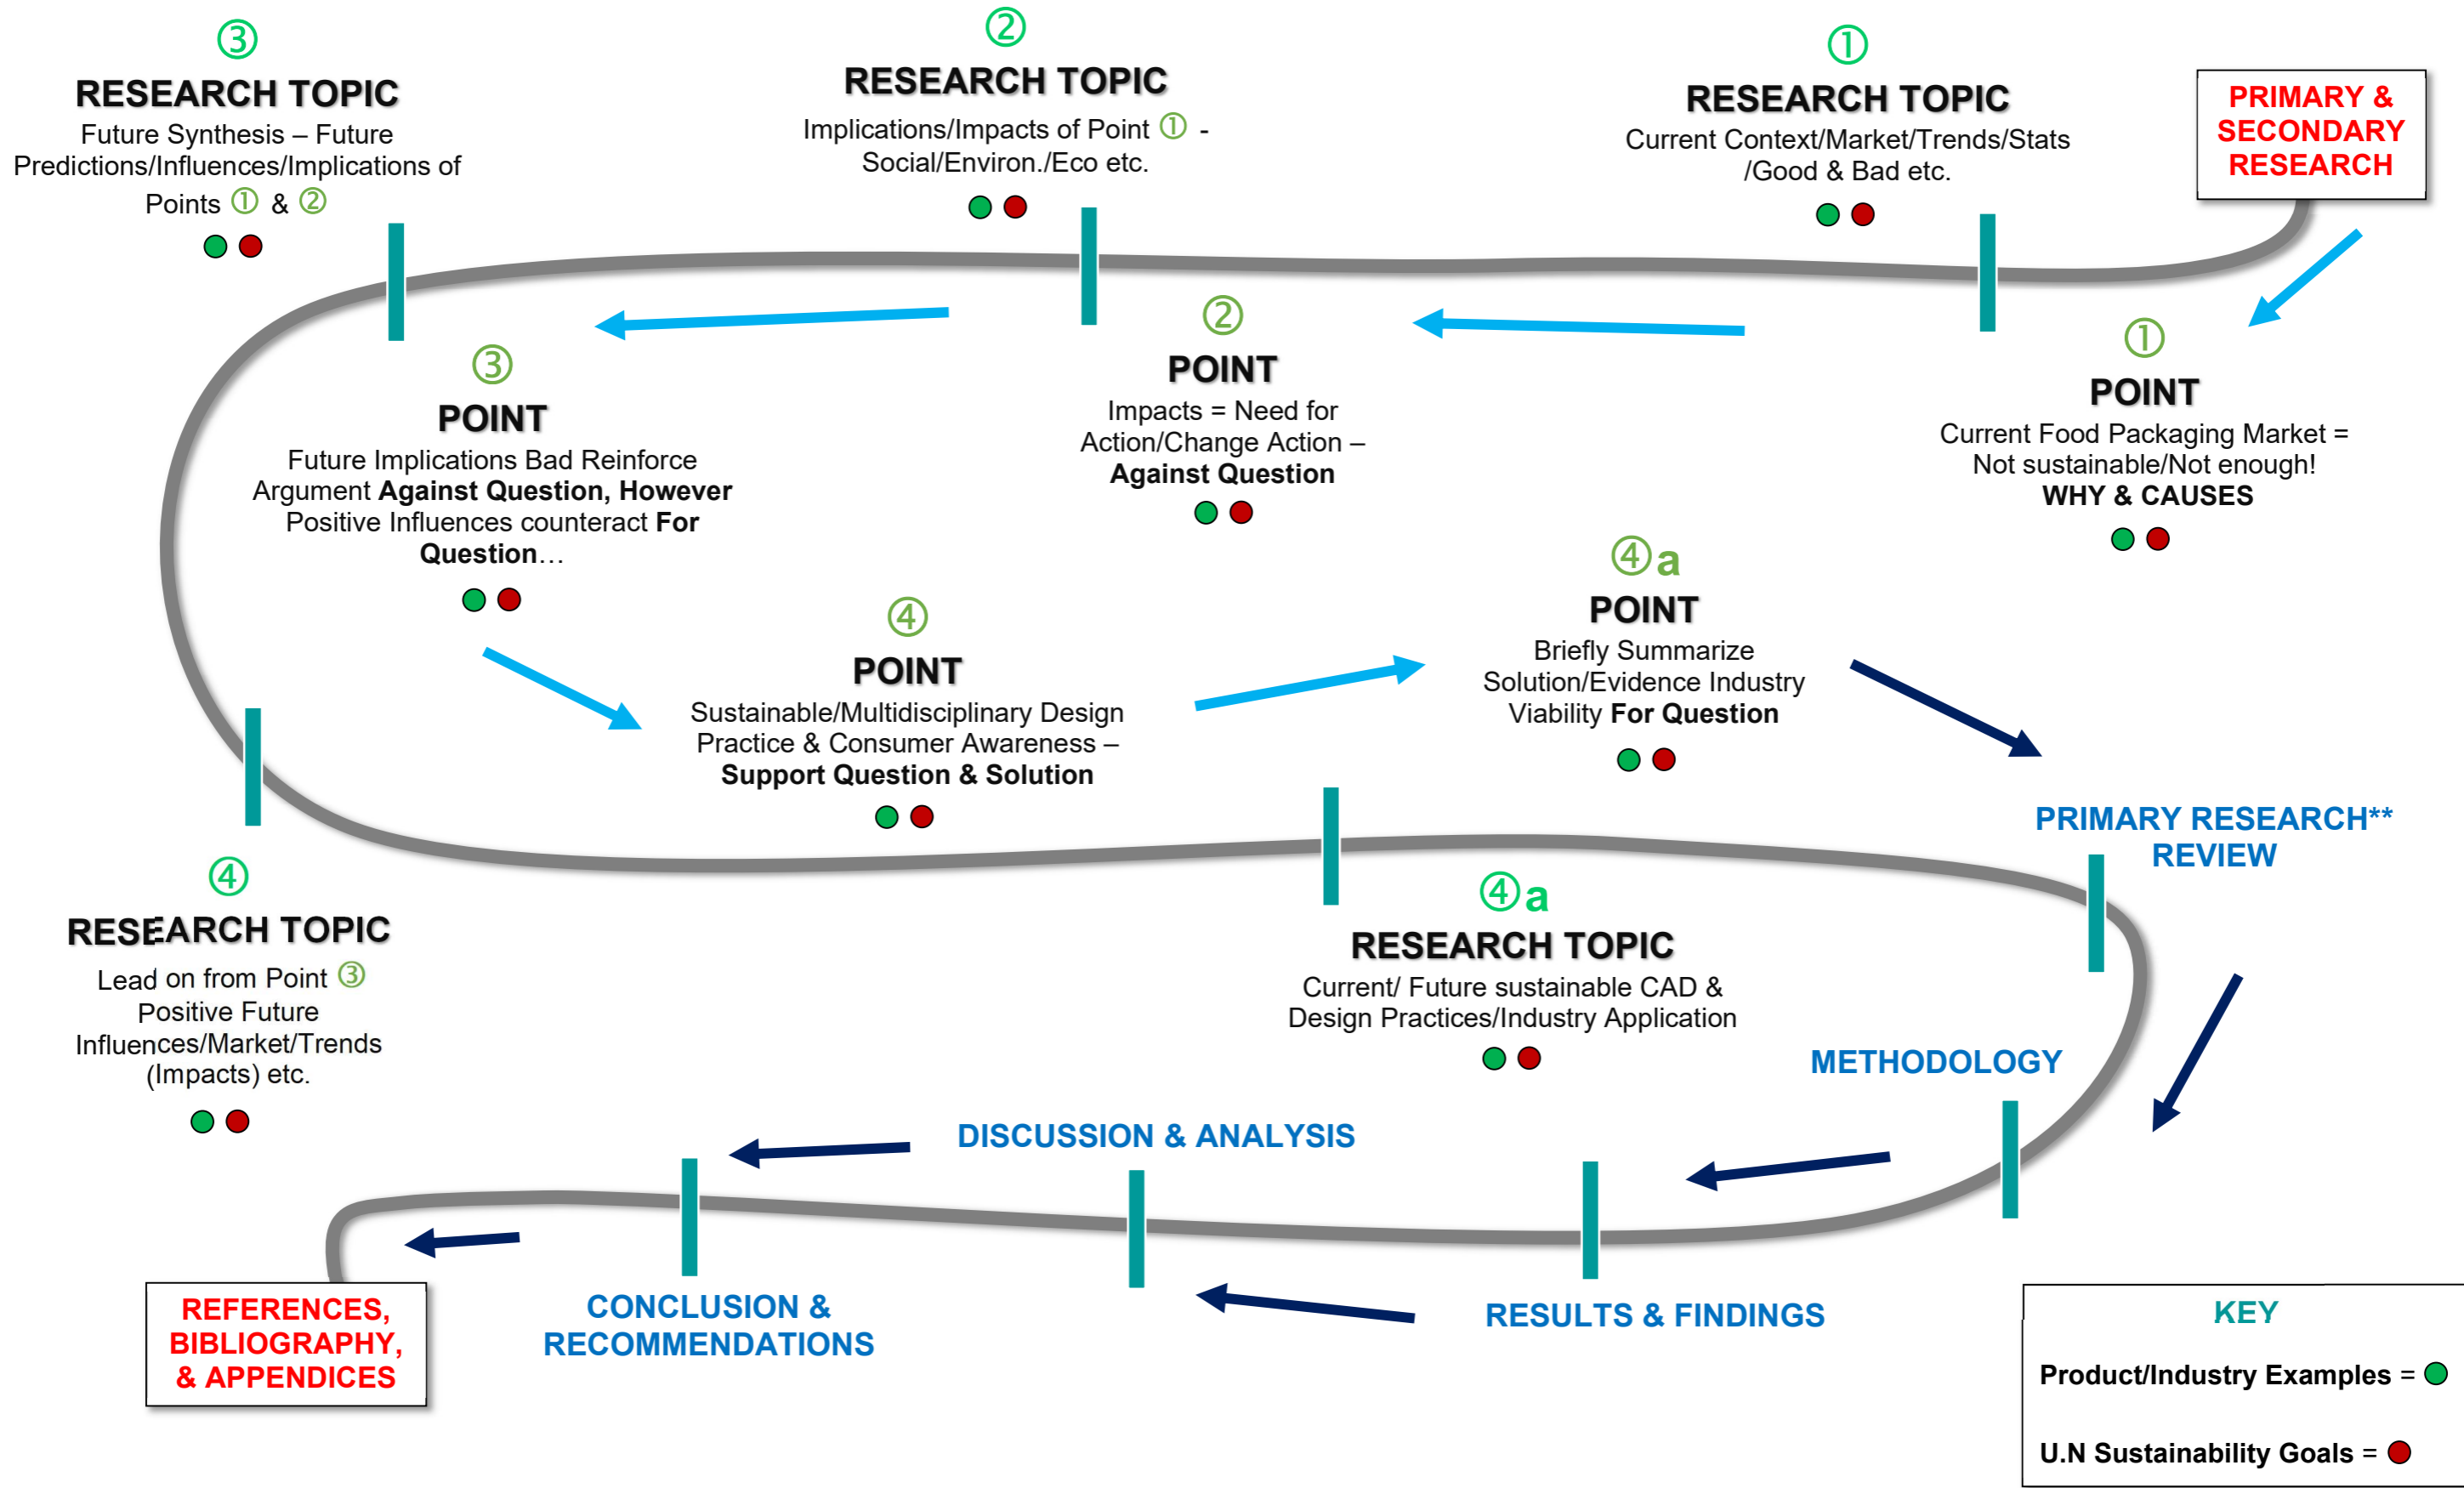 ③
RESEARCH TOPIC
Future Synthesis – Future
Predictions/Influences/Implications of
Points ① & ②
②
RESEARCH TOPIC
Implications/Impacts of Point ① -
Social/Environ./Eco etc.
①
RESEARCH TOPIC
Current Context/Market/Trends/Stats
/Good & Bad etc.
PRIMARY &
SECONDARY
RESEARCH
③
POINT
Future Implications Bad Reinforce
Argument Against Question, However
Positive Influences counteract For
Question…
②
POINT
Impacts = Need for
Action/Change Action –
Against Question
①
POINT
Current Food Packaging Market =
Not sustainable/Not enough!
WHY & CAUSES
④
POINT
Sustainable/Multidisciplinary Design
Practice & Consumer Awareness –
Support Question & Solution
④a
POINT
Briefly Summarize
Solution/Evidence Industry
Viability For Question
PRIMARY RESEARCH**
REVIEW
④
RESEARCH TOPIC
Lead on from Point ③
Positive Future
Influences/Market/Trends
(Impacts) etc.
④a
RESEARCH TOPIC
Current/ Future sustainable CAD &
Design Practices/Industry Application
METHODOLOGY
DISCUSSION & ANALYSIS
REFERENCES,
BIBLIOGRAPHY,
& APPENDICES
CONCLUSION &
RECOMMENDATIONS
RESULTS & FINDINGS
KEY
Product/Industry Examples =
U.N Sustainability Goals =